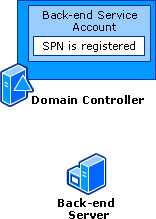 Back-end Service
Account
SPN is registered
Domain Controller
Back-end
Server